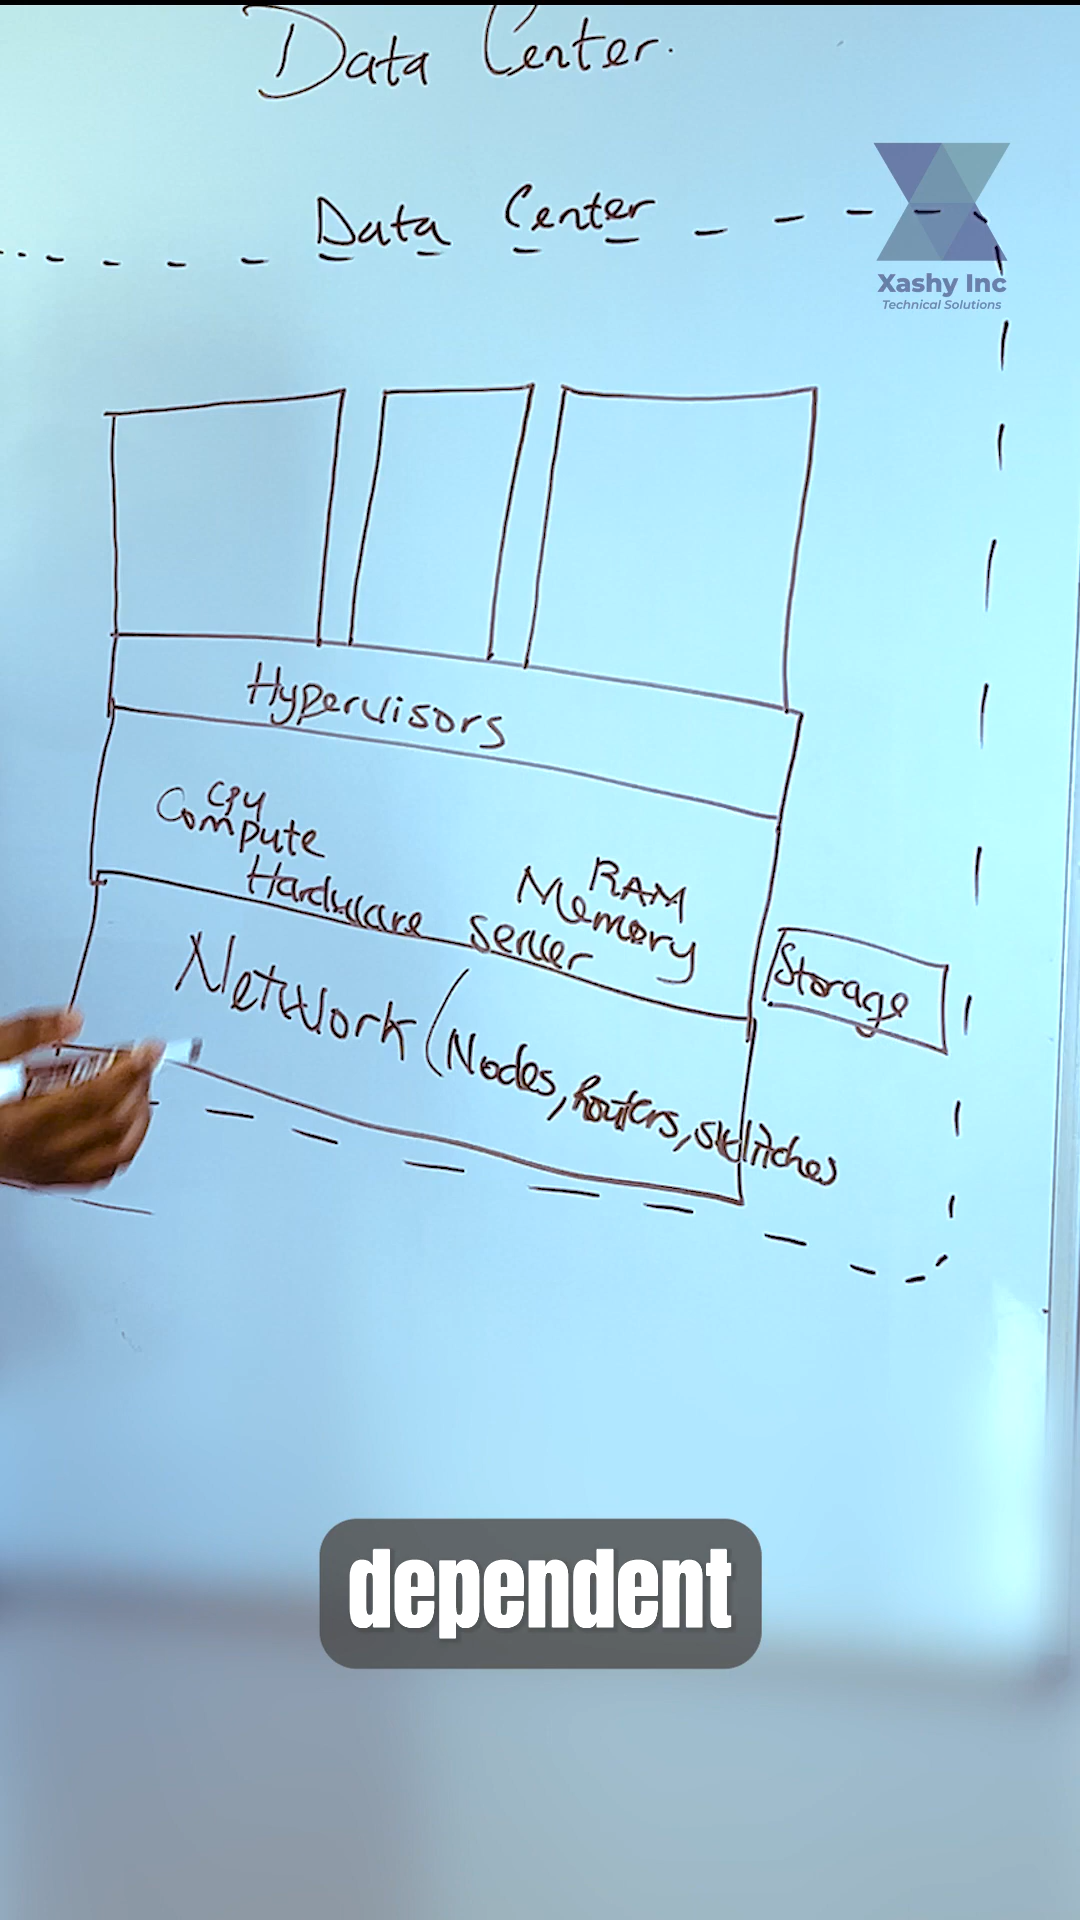 Data Center.
Data Center
Xashy Inc
Technical Solutions
Hypervisors
CPU
Compute
RAM
Memory
Hardware Server
Storage
Network (Nodes, Routers, switches
dependent